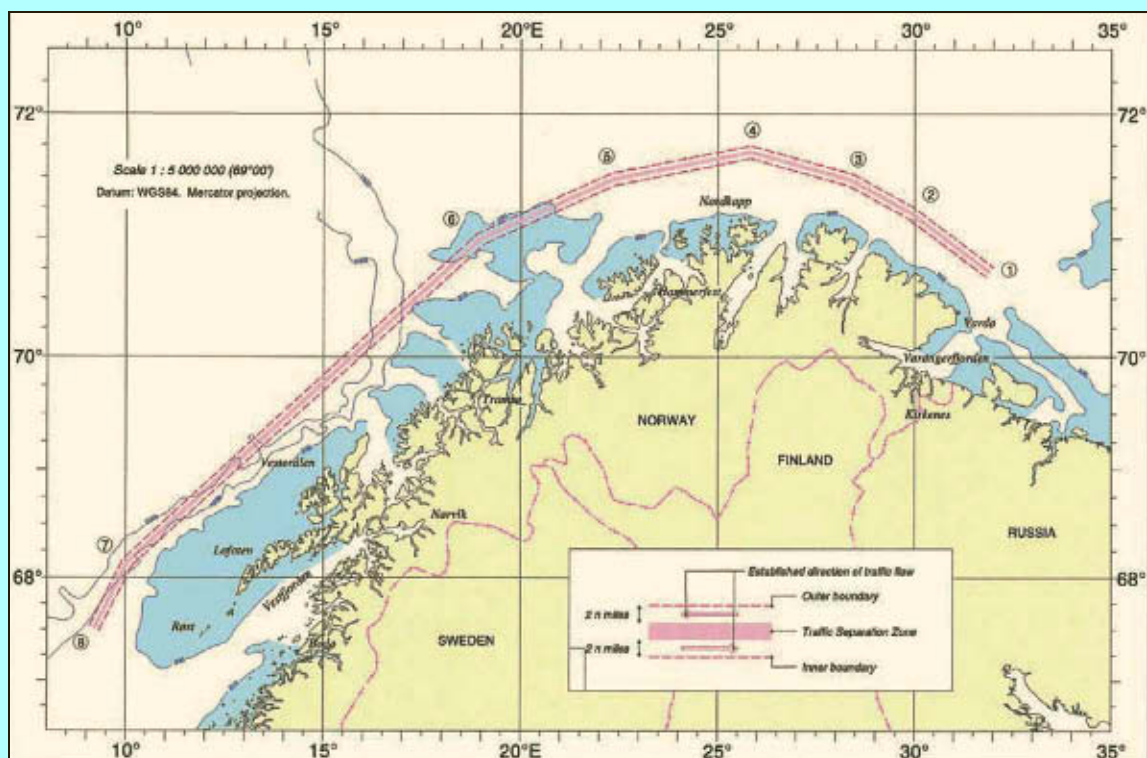 10°
15°
20°E
25°
30°
35°
72°
72°
④
⑤
③
Scale 1 : 5 000 000 (69°00')
Datum: WGS84. Mercator projection.
②
Nordkapp
⑥
①
Hammerfest
Vardø
70°
70°
Varangerfjorden
Tromsø
Kirkenes
NORWAY
Vesterålen
FINLAND
Narvik
RUSSIA
⑦
Lofoten
68°
68°
Vestfjorden
Established direction of traffic flow
Outer boundary
2 n miles
Røst
Traffic Separation Zone
⑧
SWEDEN
2 n miles
Inner boundary
10°
15°
20°E
25°
30°
35°